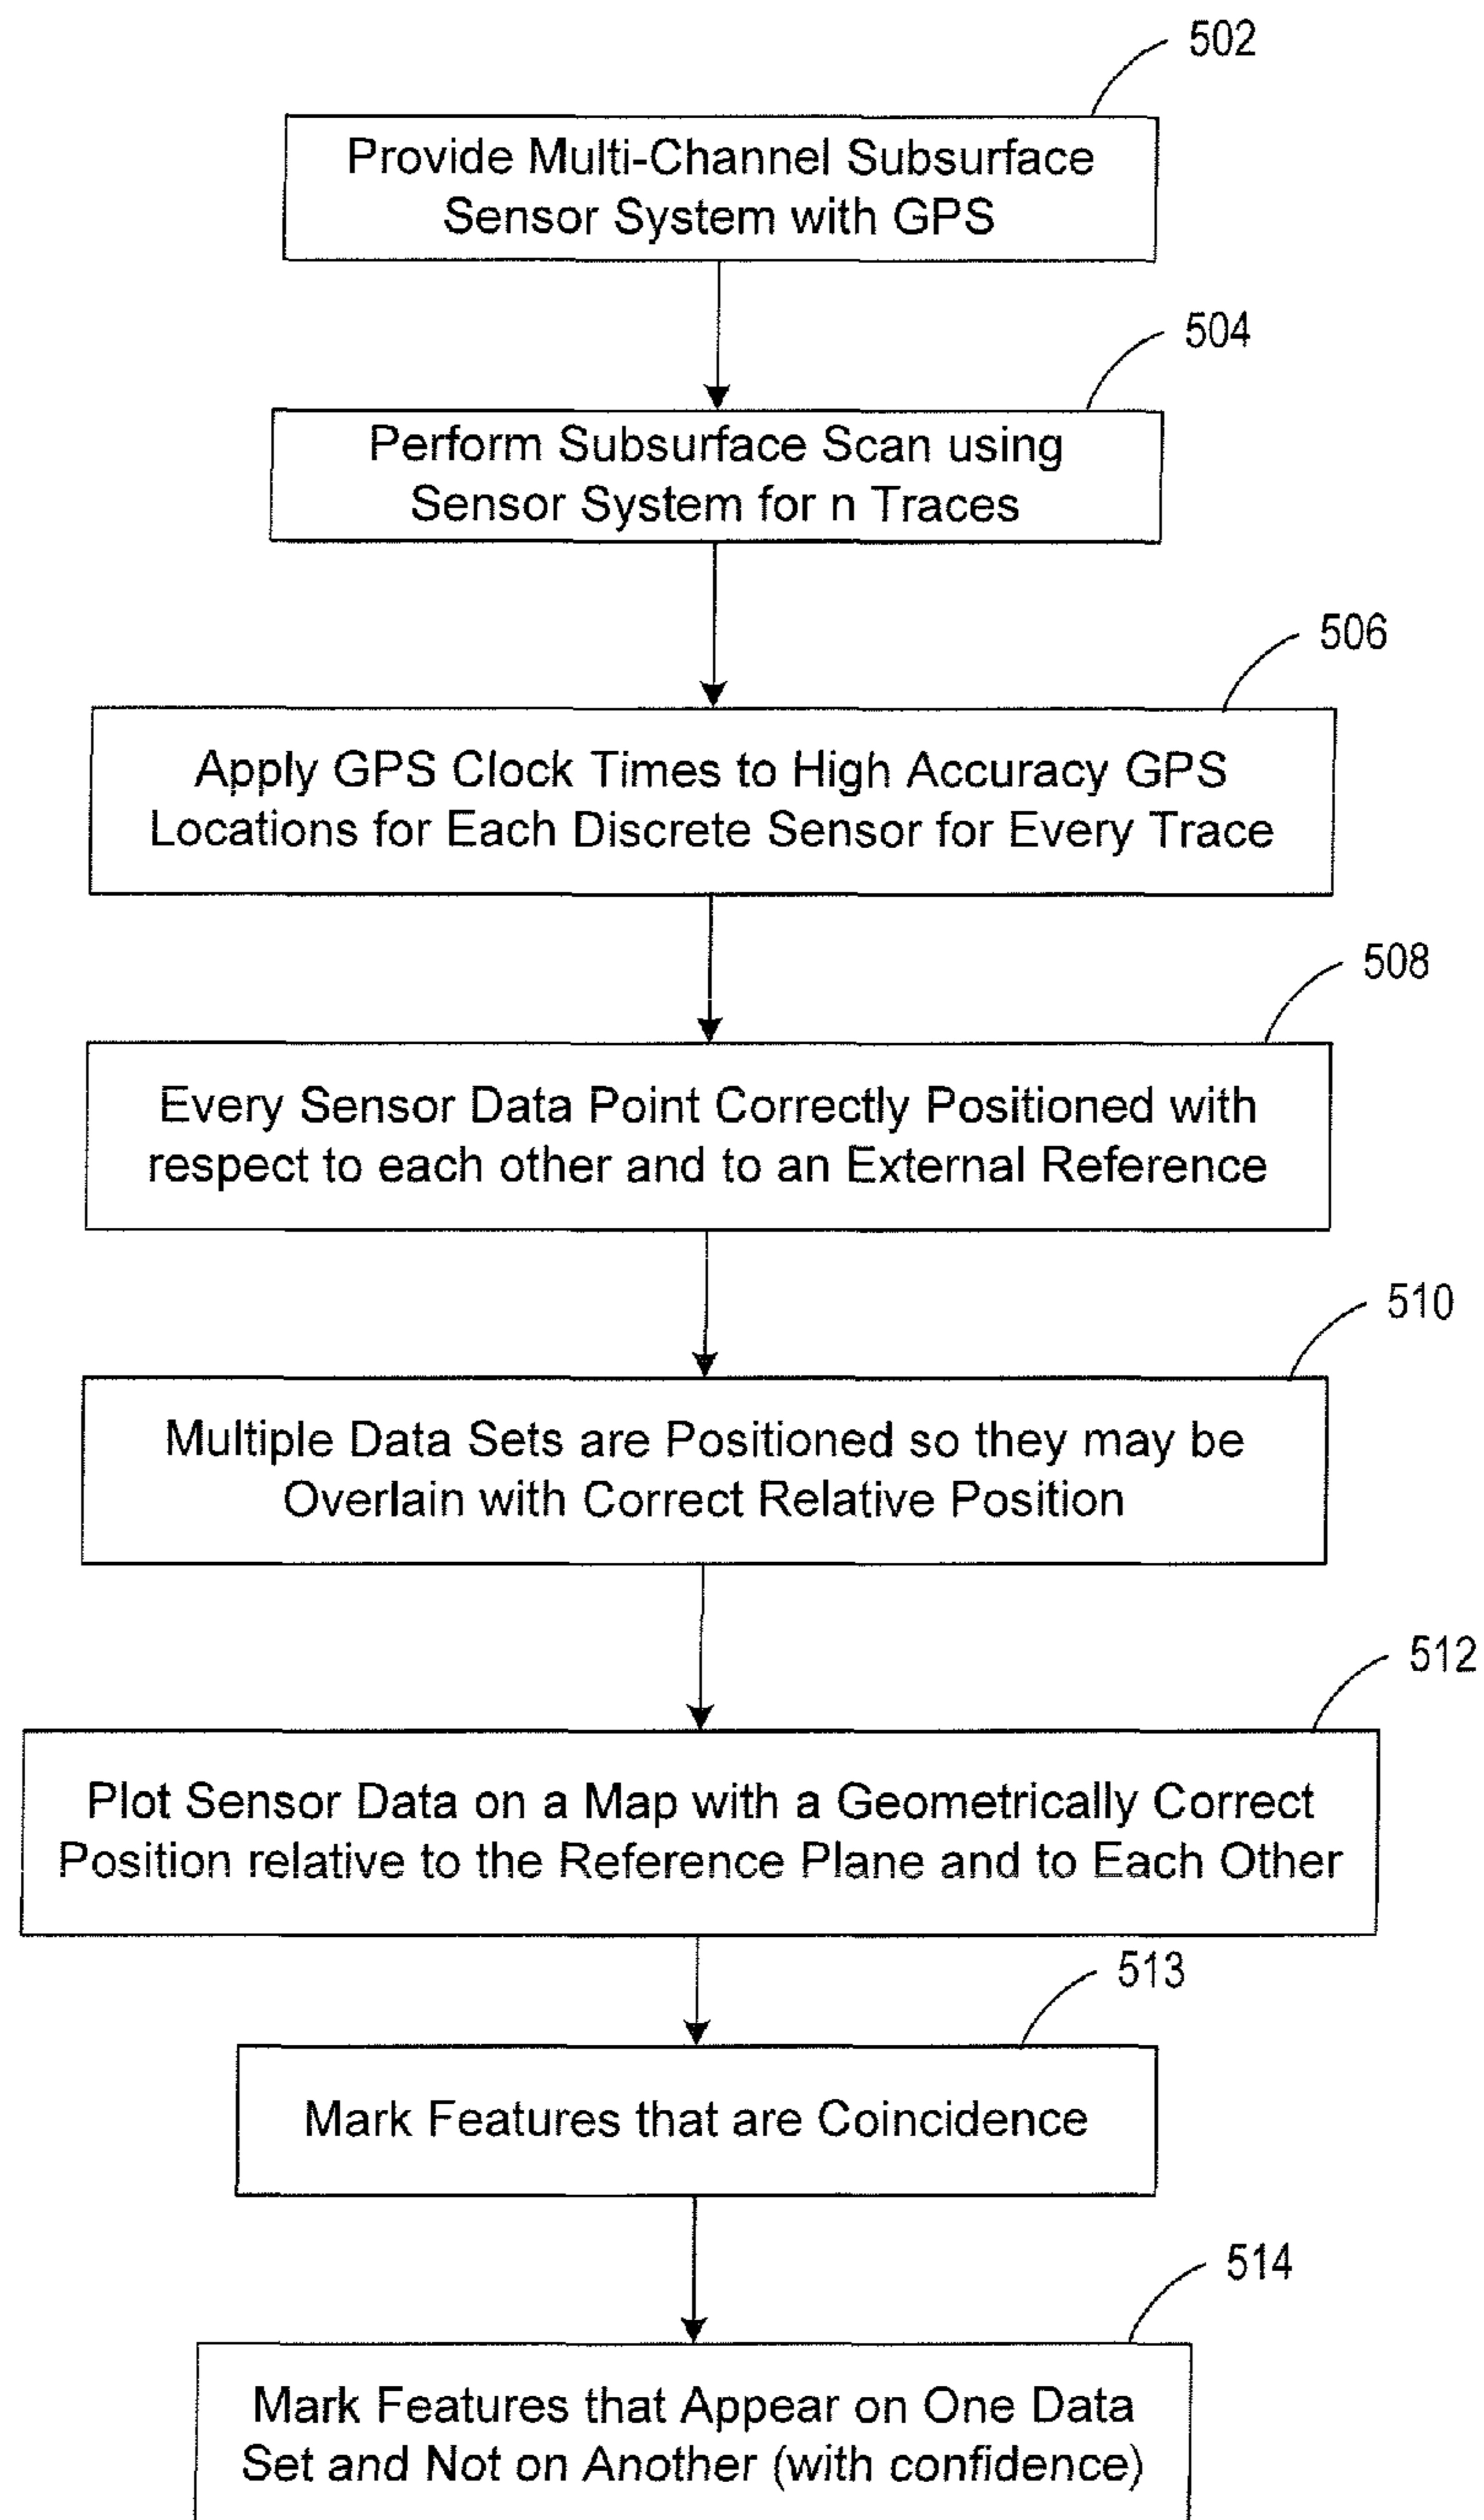 502
Provide Multi-Channel Subsurface
Sensor System with GPS
504
Perform Subsurface Scan using
Sensor System for n Traces
506
Apply GPS Clock Times to High Accuracy GPS
Locations for Each Discrete Sensor for Every Trace
508
Every Sensor Data Point Correctly Positioned with
respect to each other and to an External Reference
510
Multiple Data Sets are Positioned so they may be
Overlain with Correct Relative Position
512
Plot Sensor Data on a Map with a Geometrically Correct
Position relative to the Reference Plane and to Each Other
513
Mark Features that are Coincidence
514
Mark Features that Appear on One Data
Set and Not on Another (with confidence)